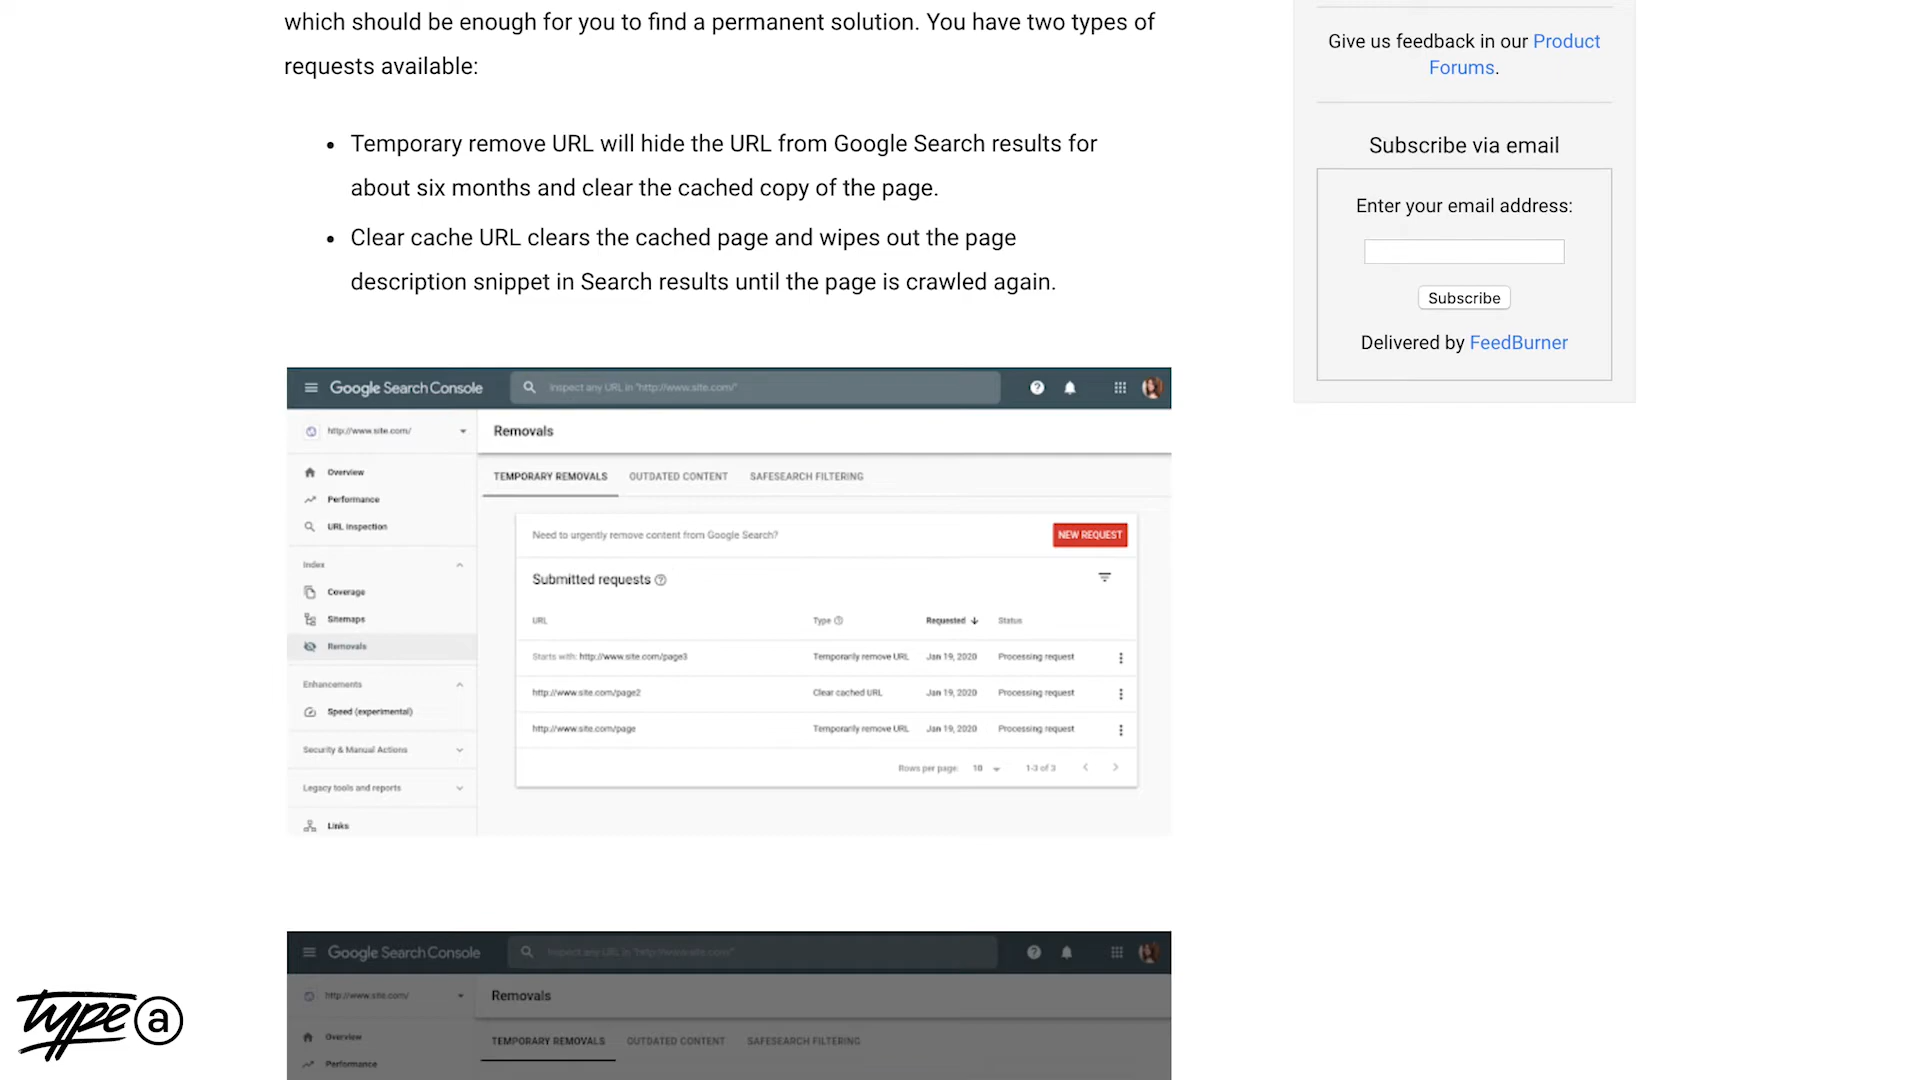 which should be enough for you to find a permanent solution. You have two types of
requests available:
• Temporary remove URL will hide the URL from Google Search results for
about six months and clear the cached copy of the page.
• Clear cache URL clears the cached page and wipes out the page
description snippet in Search results until the page is crawled again.
Give us feedback in our Product
Forums.
Subscribe via email
Enter your email address:
Subscribe
Delivered by FeedBurner
Google Search Console
Inspect any URL in "http://www.site.com/"
http://www.site.com/
Removals
Overview
Performance
URL inspection
Index
Coverage
Sitemaps
Removals
Enhancements
Speed (experimental)
Security & Manual Actions
Legacy tools and reports
Links
TEMPORARY REMOVALS OUTDATED CONTENT SAFESEARCH FILTERING
Need to urgently remove content from Google Search?
NEW REQUEST
Submitted requests
URL Type Requested Status
Starts with: http://www.site.com/page3 Temporarily remove URL Jan 19, 2020 Processing request
http://www.site.com/page2 Clear cached URL Jan 19, 2020 Processing request
http://www.site.com/page Temporarily remove URL Jan 19, 2020 Processing request
Rows per page: 10 1-3 of 3
Google Search Console
Inspect any URL in "http://www.site.com/"
http://www.site.com/
Removals
Overview
Performance
TEMPORARY REMOVALS OUTDATED CONTENT SAFESEARCH FILTERING
type a